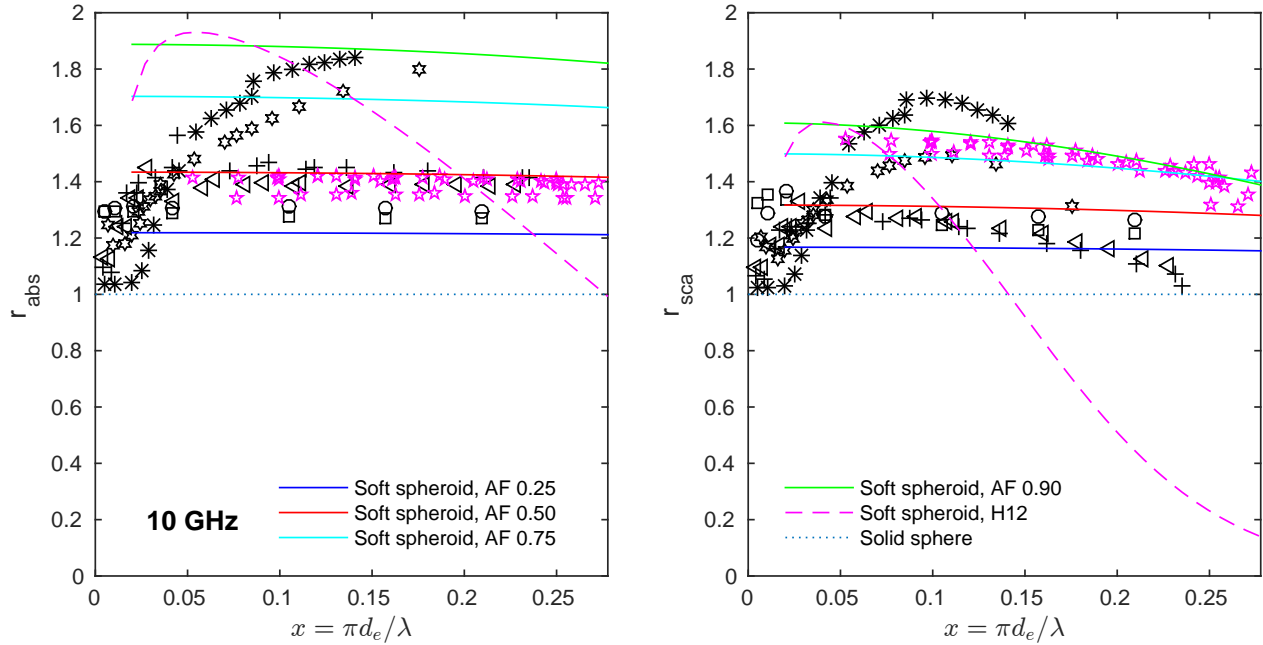 2
1.8
1.6
1.4
1.2
1
0.8
0.6
0.4
0.2
0
r_abs
0 0.05 0.1 0.15 0.2 0.25
x = πd_e/λ
10 GHz
Soft spheroid, AF 0.25
Soft spheroid, AF 0.50
Soft spheroid, AF 0.75
2
1.8
1.6
1.4
1.2
1
0.8
0.6
0.4
0.2
0
r_sca
0 0.05 0.1 0.15 0.2 0.25
x = πd_e/λ
Soft spheroid, AF 0.90
Soft spheroid, H12
Solid sphere